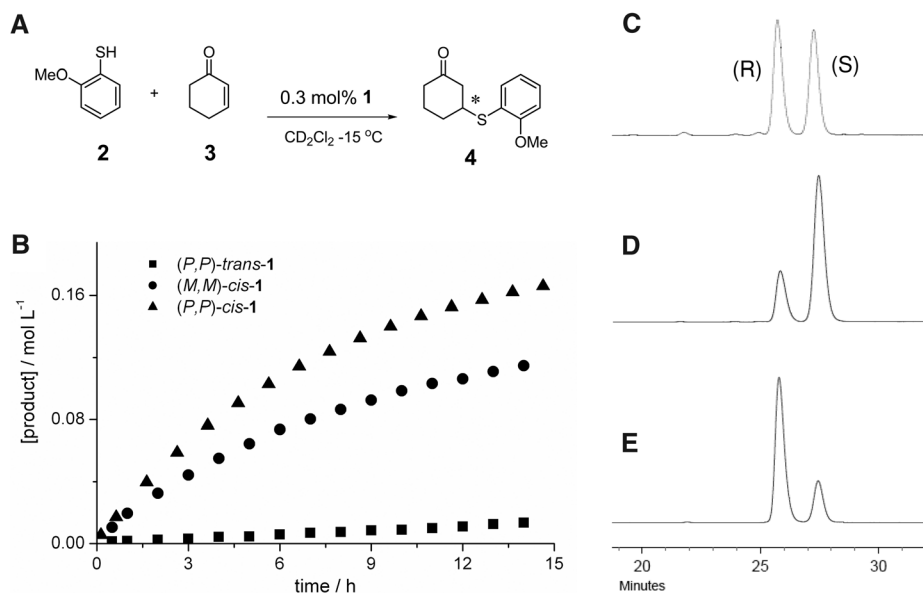 A
SH
MeO
2
+
O
3
0.3 mol% 1
CD2Cl2 -15 °C
O
*
S
OMe
4
B
(P,P)-trans-1
(M,M)-cis-1
(P,P)-cis-1
[product] / mol L⁻¹
0.16
0.08
0.00
0 3 6 9 12 15
time / h
C
(R) (S)
D
E
20 25 30
Minutes